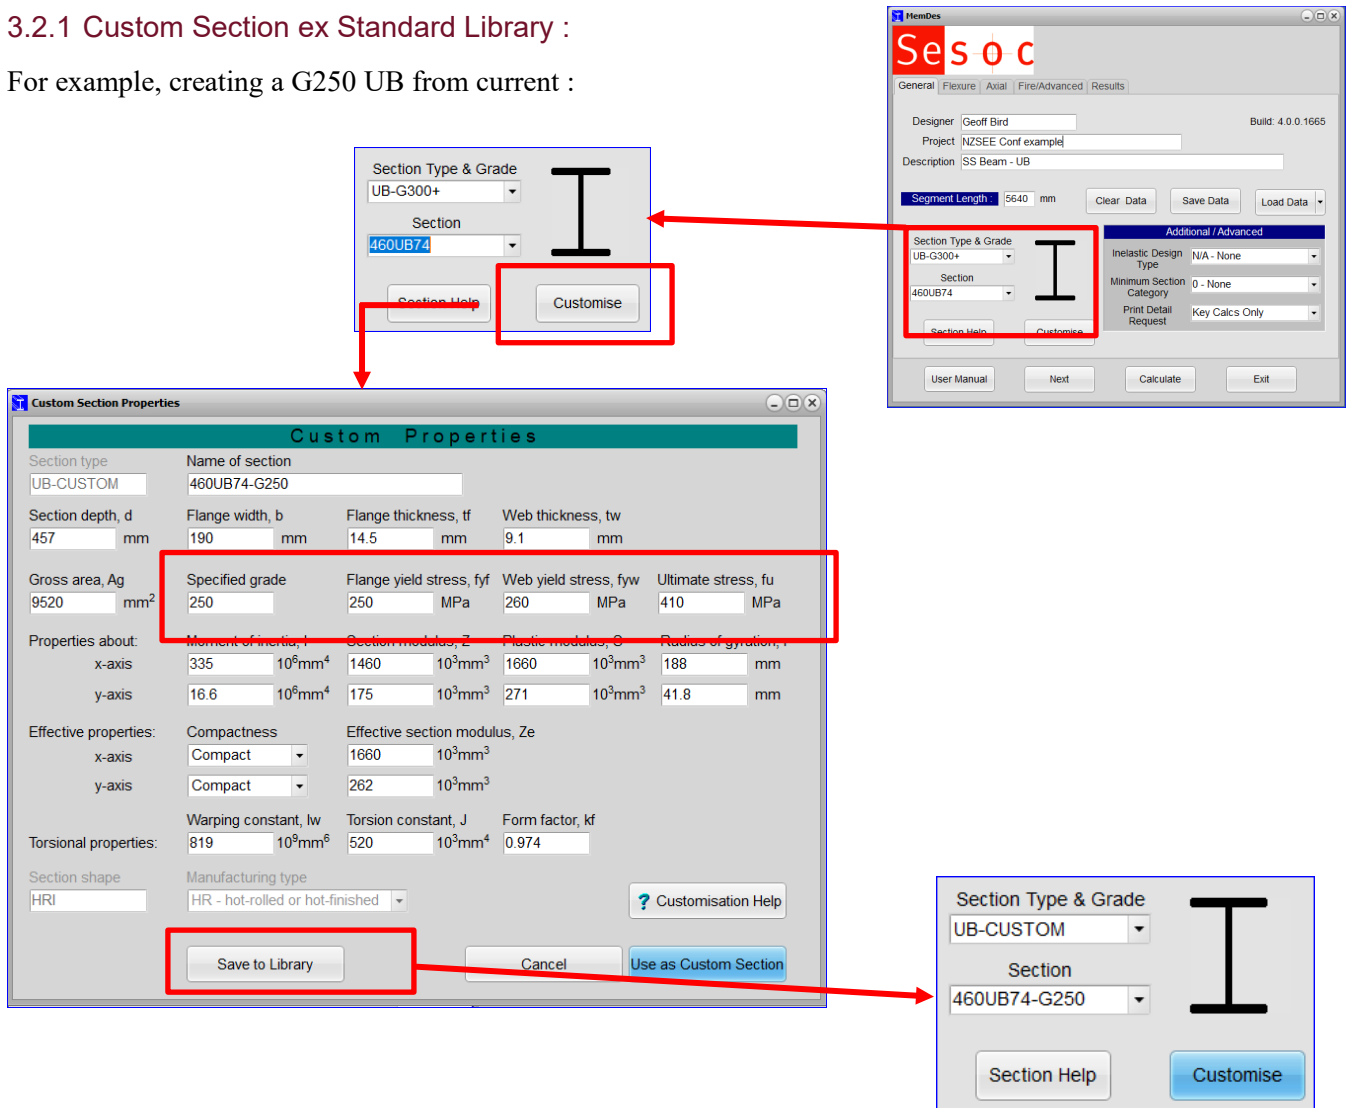 3.2.1 Custom Section ex Standard Library :
For example, creating a G250 UB from current :
MemDes
Sesoc
General Flexure Axial Fire/Advanced Results
Designer Geoff Bird Build: 4.0.0.1665
Project NZSEE Conf example
Description SS Beam - UB
Segment Length : 5640 mm Clear Data Save Data Load Data
Additional / Advanced
Section Type & Grade
UB-G300+
Section
460UB74
Section Help Customise
Inelastic Design Type N/A - None
Minimum Section Category 0 - None
Print Detail Request Key Calcs Only
User Manual Next Calculate Exit
Section Type & Grade
UB-G300+
Section
460UB74
Section Help Customise
Custom Section Properties
Custom Properties
Section type Name of section
UB-CUSTOM 460UB74-G250
Section depth, d Flange width, b Flange thickness, tf Web thickness, tw
457 mm 190 mm 14.5 mm 9.1 mm
Gross area, Ag Specified grade Flange yield stress, fyf Web yield stress, fyw Ultimate stress, fu
9520 mm2 250 250 MPa 260 MPa 410 MPa
Properties about: Moment of inertia, I Section modulus, Z Plastic modulus, S Radius of gyration, r
x-axis 335 10⁶mm⁴ 1460 10³mm³ 1660 10³mm³ 188 mm
y-axis 16.6 10⁶mm⁴ 175 10³mm³ 271 10³mm³ 41.8 mm
Effective properties: Compactness Effective section modulus, Ze
x-axis Compact 1660 10³mm³
y-axis Compact 262 10³mm³
Warping constant, Iw Torsion constant, J Form factor, kf
Torsional properties: 819 10⁹mm⁶ 520 10³mm⁴ 0.974
Section shape Manufacturing type
HRI HR - hot-rolled or hot-finished ? Customisation Help
Save to Library Cancel Use as Custom Section
Section Type & Grade
UB-CUSTOM
Section
460UB74-G250
Section Help Customise